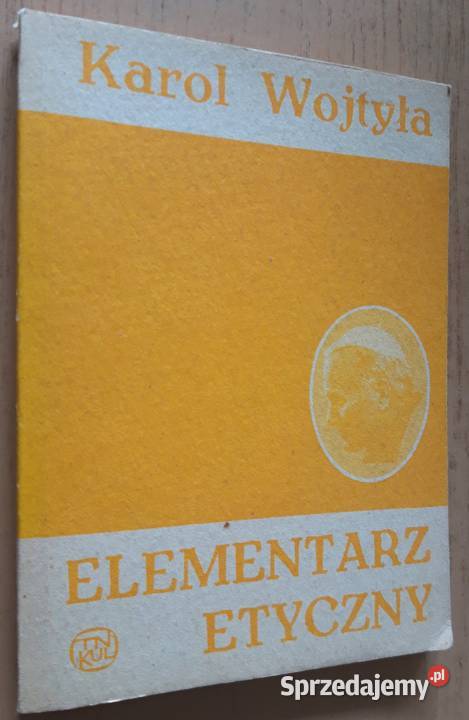 Karol Wojtyła
ELEMENTARZ
ETYCZNY
TN
KUL
Sprzedajemy.pl